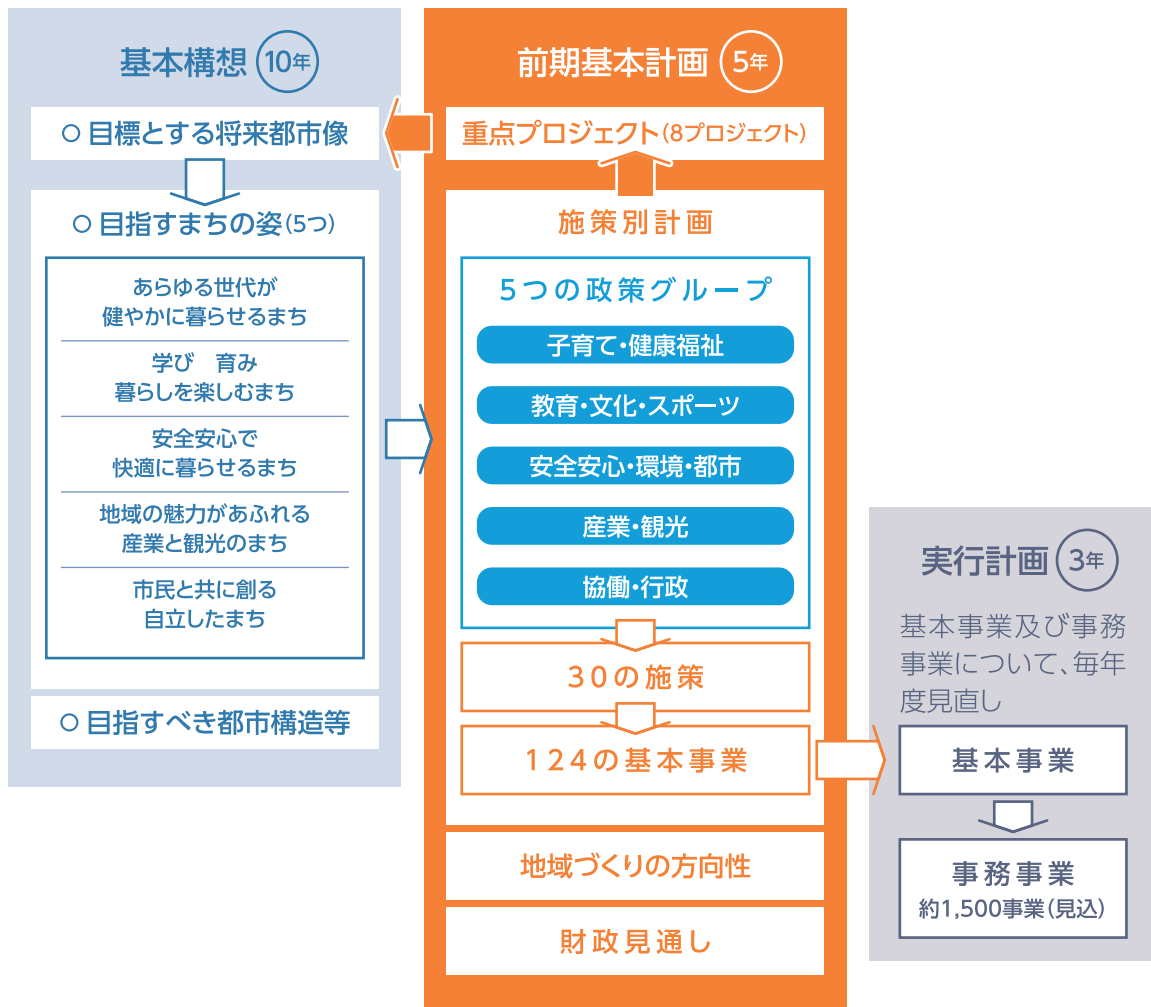 基本構想 10年
○ 目標とする将来都市像
○ 目指すまちの姿(5つ)
あらゆる世代が
健やかに暮らせるまち
学び　育み
暮らしを楽しむまち
安全安心で
快適に暮らせるまち
地域の魅力があふれる
産業と観光のまち
市民と共に創る
自立したまち
○ 目指すべき都市構造等
前期基本計画 5年
重点プロジェクト(8プロジェクト)
施策別計画
5つの政策グループ
子育て・健康福祉
教育・文化・スポーツ
安全安心・環境・都市
産業・観光
協働・行政
30の施策
124の基本事業
地域づくりの方向性
財政見通し
実行計画 3年
基本事業及び事務
事業について、毎年
度見直し
基本事業
事務事業
約1,500事業(見込)